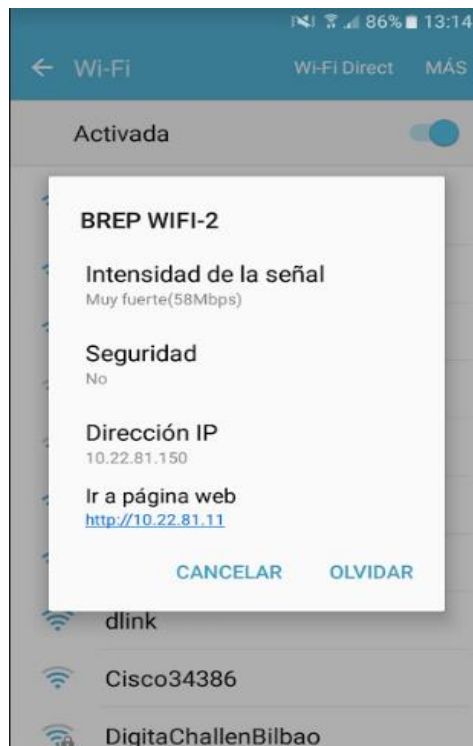 86% 13:14
Wi-Fi Wi-Fi Direct MÁS
Activada
BREP WIFI-2
Intensidad de la señal
Muy fuerte(58Mbps)
Seguridad
No
Dirección IP
10.22.81.150
Ir a página web
http://10.22.81.11
CANCELAR OLVIDAR
dlink
Cisco34386
DigitaChallenBilbao